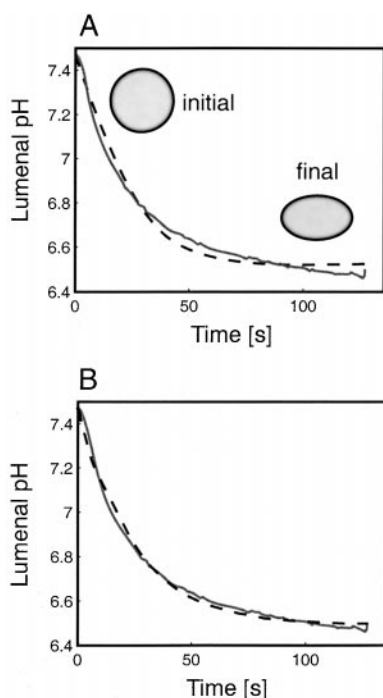 A
Lumenal pH
7.4
7.2
7
6.8
6.6
6.4
initial
final
0
50
100
Time [s]
B
Lumenal pH
7.4
7.2
7
6.8
6.6
6.4
0
50
100
Time [s]